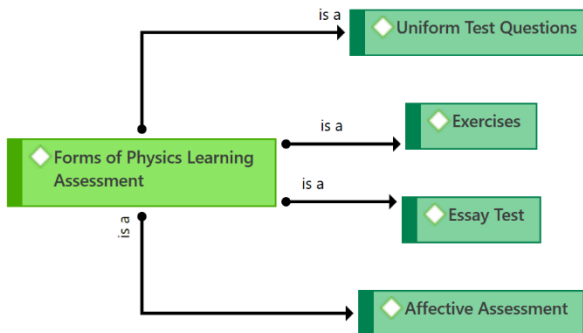 is a
Uniform Test Questions
is a
Exercises
Forms of Physics Learning
Assessment
is a
Essay Test
is a
Affective Assessment